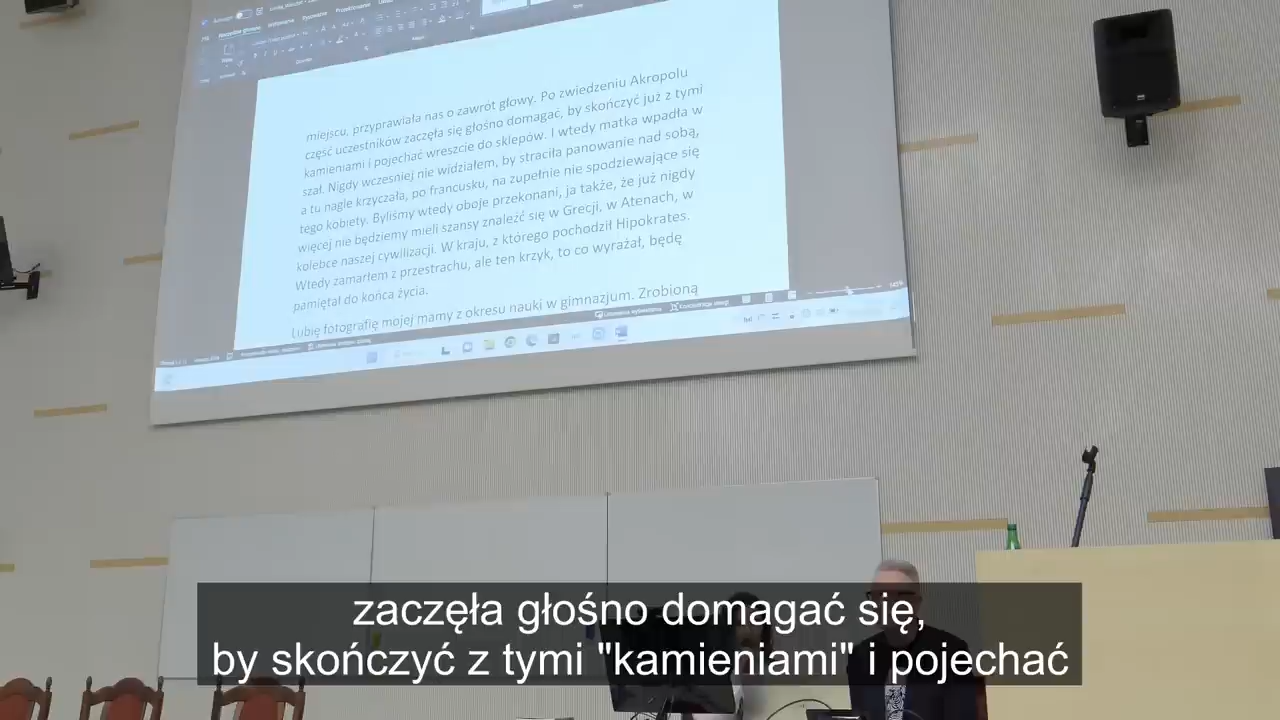 miejscu, przyprawiała nas o zawrót głowy. Po zwiedzeniu Akropolu
część uczestników zaczęła się głośno domagać, by skończyć już z tymi
kamieniami i pojechać wreszcie do sklepów. I wtedy matka wpadła w
szał. Nigdy wczesniej nie widziałem, by straciła panowanie nad sobą,
a tu nagle krzyczała, po francusku, na zupełnie nie spodziewające się
tego kobiety. Byliśmy wtedy oboje przekonani, ja także, że już nigdy
więcej nie będziemy mieli szansy znaleźć się w Grecji, w Atenach, w
kolebce naszej cywilizacji. W kraju, z którego pochodził Hipokrates.
Wtedy zamarłem z przestrachu, ale ten krzyk, to co wyrażał, będę
pamiętał do końca życia.
Lubię fotografię mojej mamy z okresu nauki w gimnazjum. Zrobioną
zaczęła głośno domagać się,
by skończyć z tymi "kamieniami" i pojechać